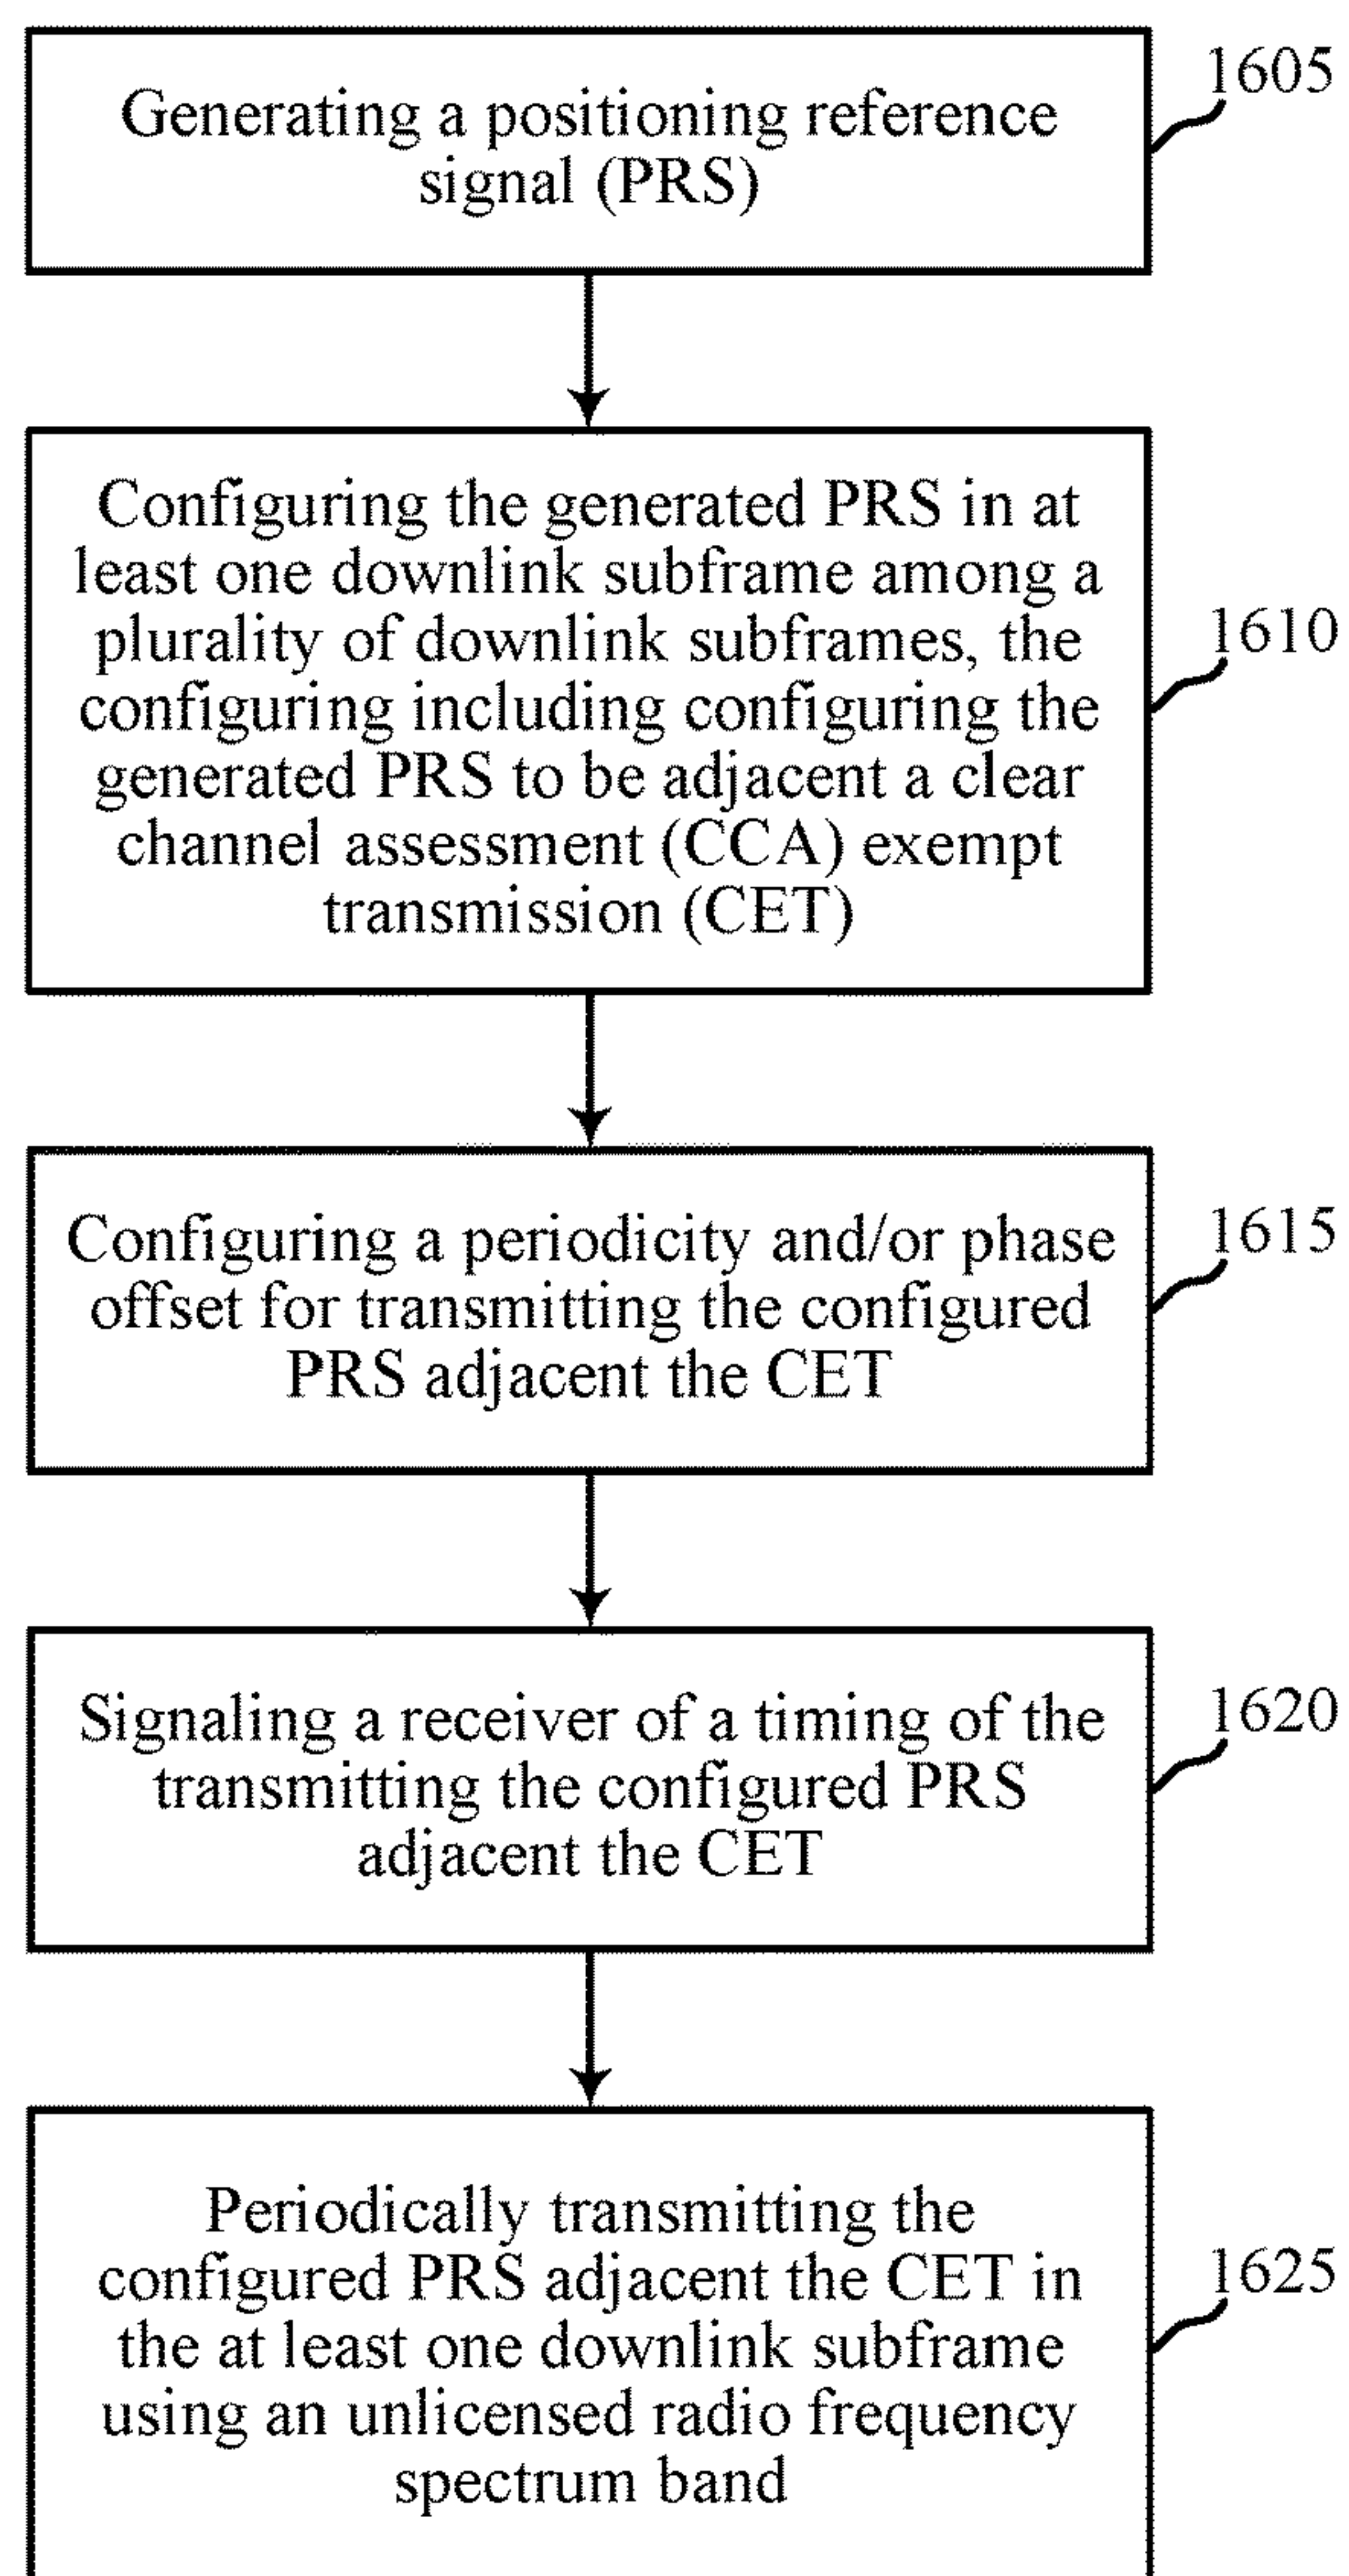 Generating a positioning reference
signal (PRS)
1605
Configuring the generated PRS in at
least one downlink subframe among a
plurality of downlink subframes, the
configuring including configuring the
generated PRS to be adjacent a clear
channel assessment (CCA) exempt
transmission (CET)
1610
Configuring a periodicity and/or phase
offset for transmitting the configured
PRS adjacent the CET
1615
Signaling a receiver of a timing of the
transmitting the configured PRS
adjacent the CET
1620
Periodically transmitting the
configured PRS adjacent the CET in
the at least one downlink subframe
using an unlicensed radio frequency
spectrum band
1625